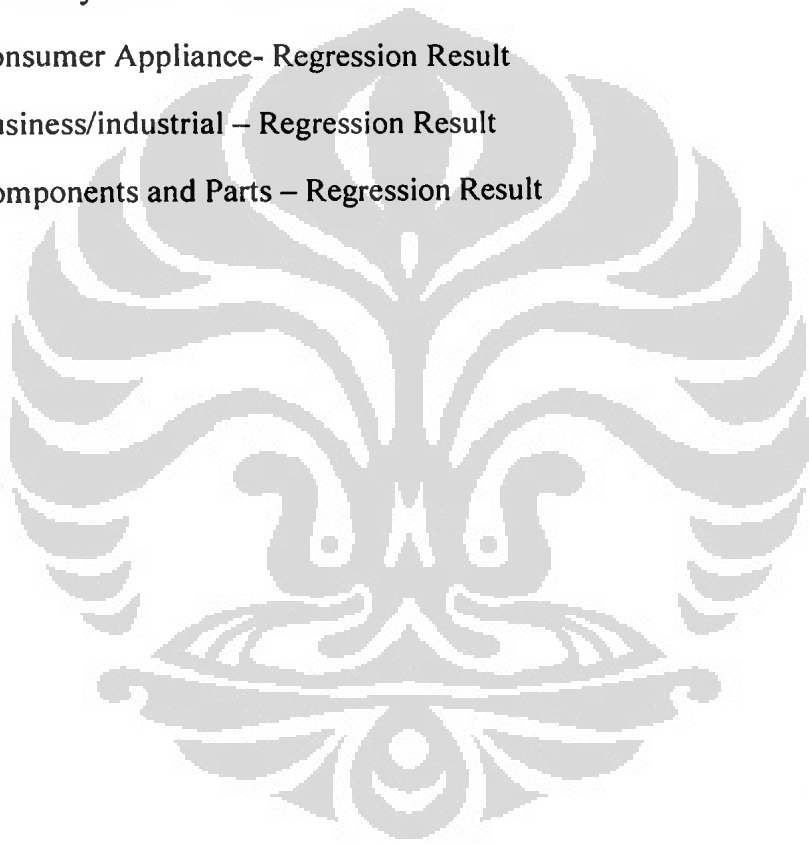 onsumer Appliance- Regression Result
usiness/industrial – Regression Result
omponents and Parts – Regression Result